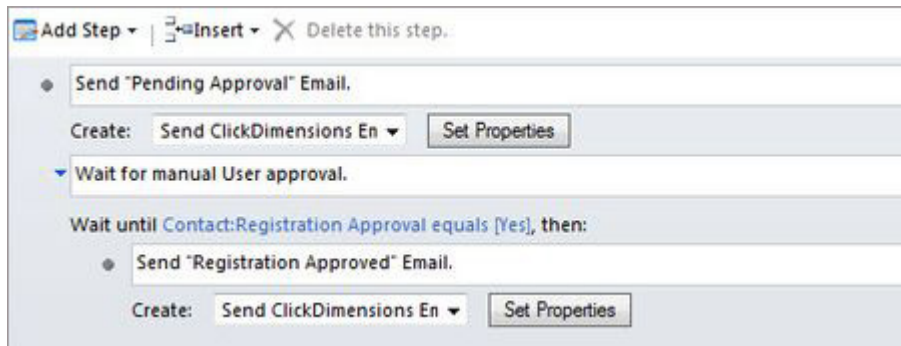 Add Step Insert Delete this step.
Send "Pending Approval" Email.
Create: Send ClickDimensions En Set Properties
Wait for manual User approval.
Wait until Contact:Registration Approval equals [Yes], then:
Send "Registration Approved" Email.
Create: Send ClickDimensions En Set Properties